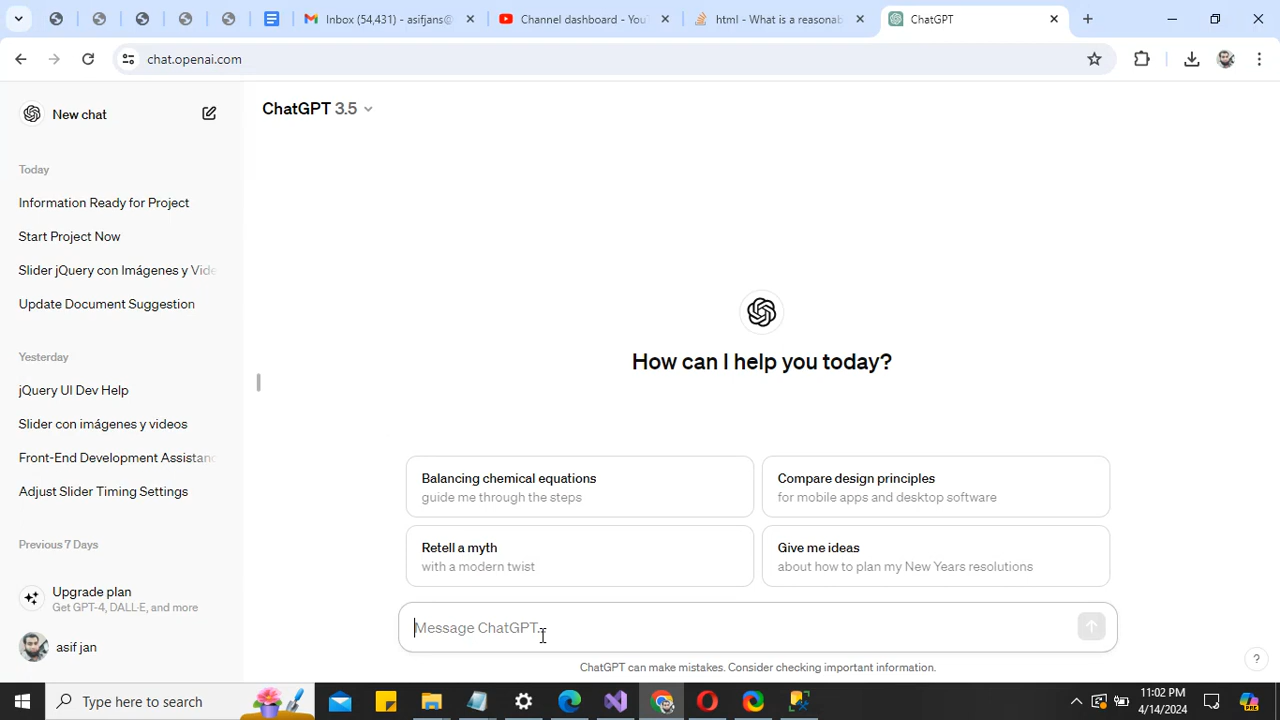 Inbox (54,431) - asifjans@
Channel dashboard - You
html - What is a reasonab
ChatGPT
chat.openai.com
New chat
ChatGPT 3.5
Today
Information Ready for Project
Start Project Now
Slider jQuery con Imágenes y Vide
Update Document Suggestion
Yesterday
jQuery UI Dev Help
Slider con imágenes y videos
Front-End Development Assistanc
Adjust Slider Timing Settings
Previous 7 Days
Upgrade plan
Get GPT-4, DALL·E, and more
asif jan
How can I help you today?
Balancing chemical equations
guide me through the steps
Compare design principles
for mobile apps and desktop software
Retell a myth
with a modern twist
Give me ideas
about how to plan my New Years resolutions
Message ChatGPT…
ChatGPT can make mistakes. Consider checking important information.
?
Type here to search
11:02 PM
4/14/2024
PRE